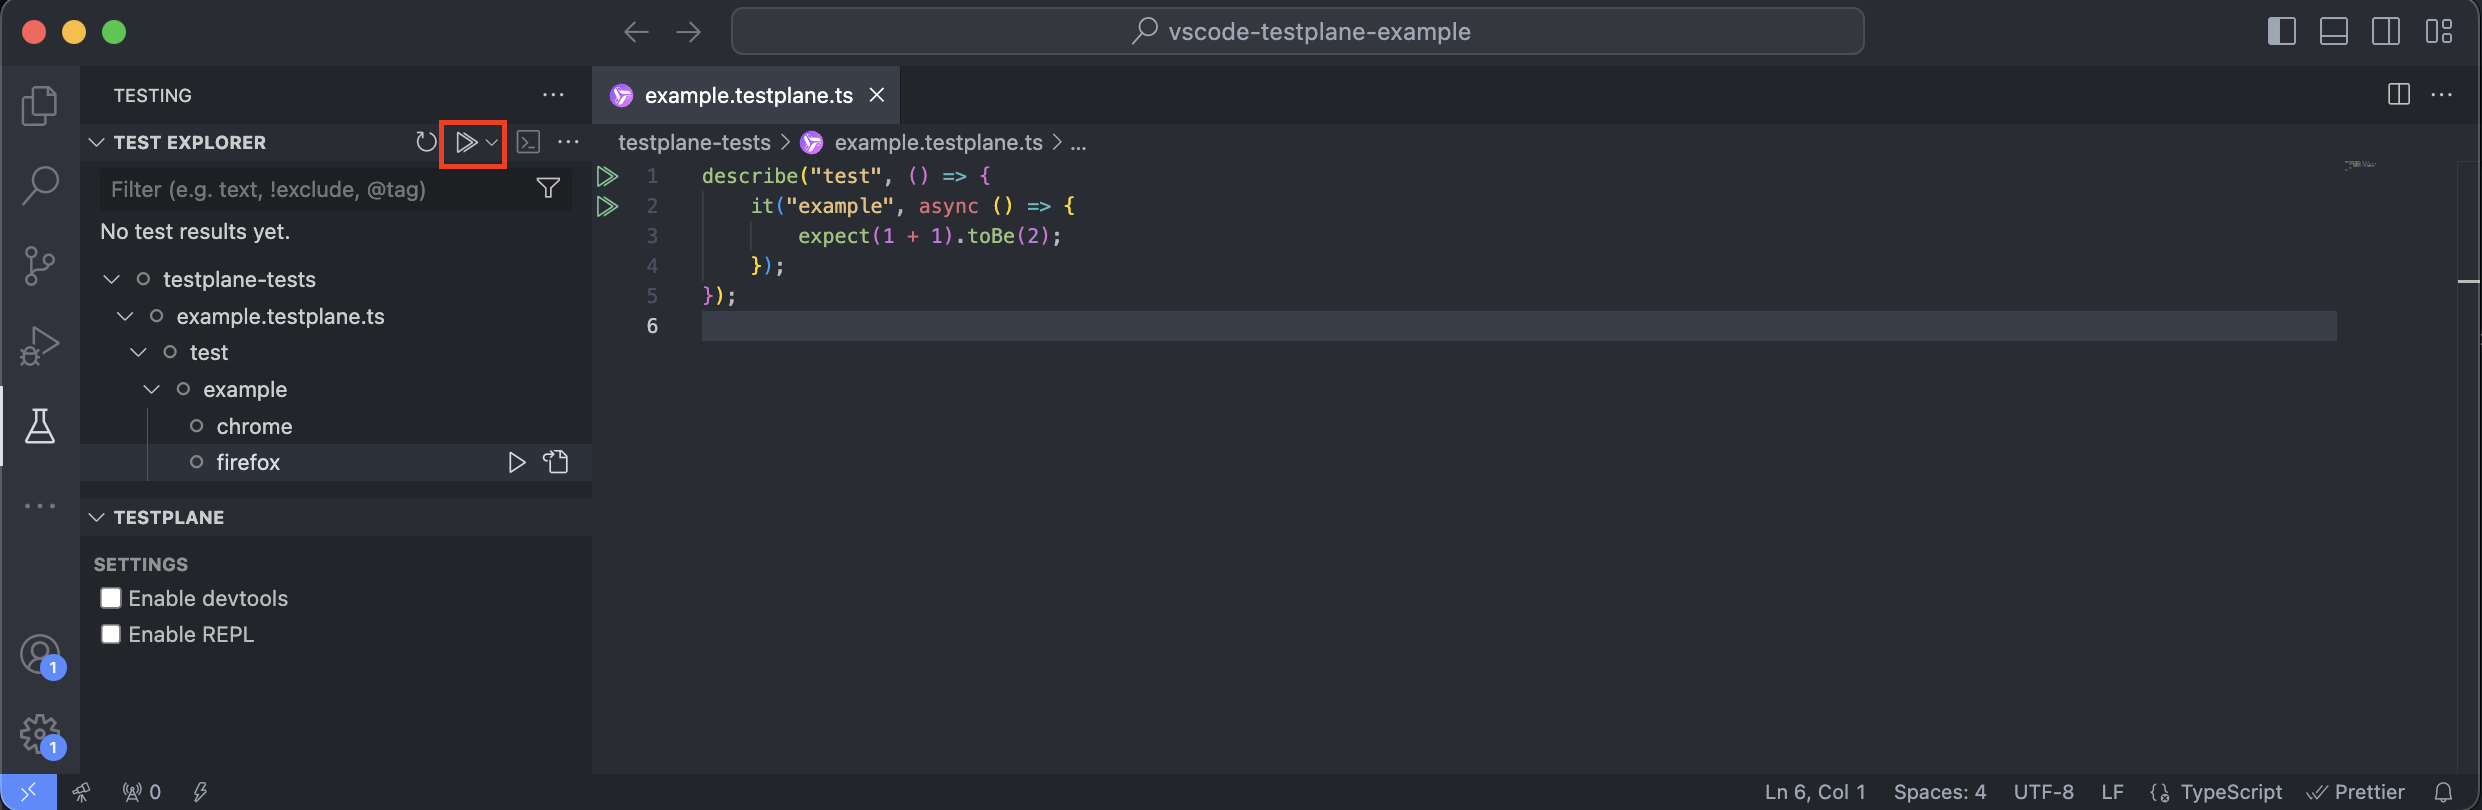 vscode-testplane-example
TESTING
example.testplane.ts
TEST EXPLORER
testplane-tests > example.testplane.ts > ...
Filter (e.g. text, !exclude, @tag)
No test results yet.
testplane-tests
example.testplane.ts
test
example
chrome
firefox
TESTPLANE
SETTINGS
Enable devtools
Enable REPL
1
1
1 describe("test", () => {
2 it("example", async () => {
3 expect(1 + 1).toBe(2);
4 });
5 });
6
0
Ln 6, Col 1 Spaces: 4 UTF-8 LF TypeScript Prettier